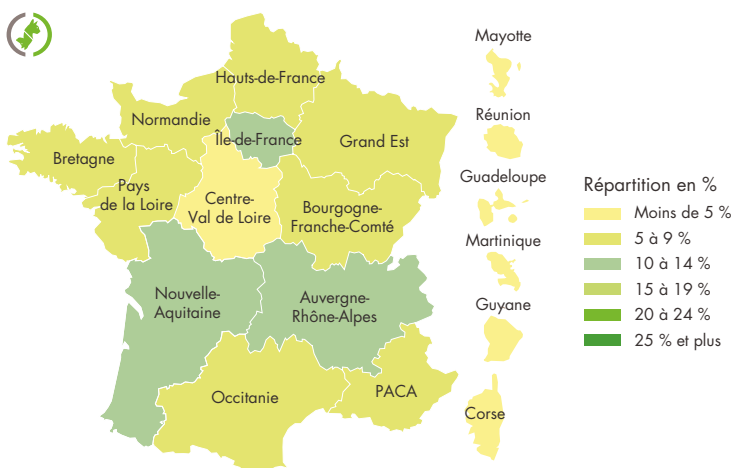 Mayotte
Hauts-de-France
Réunion
Normandie
Île-de-France
Grand Est
Bretagne
Guadeloupe
Pays
de la Loire
Centre-
Val de Loire
Bourgogne-
Franche-Comté
Martinique
Nouvelle-
Aquitaine
Auvergne-
Rhône-Alpes
Guyane
Occitanie
PACA
Corse
Répartition en %
Moins de 5 %
5 à 9 %
10 à 14 %
15 à 19 %
20 à 24 %
25 % et plus